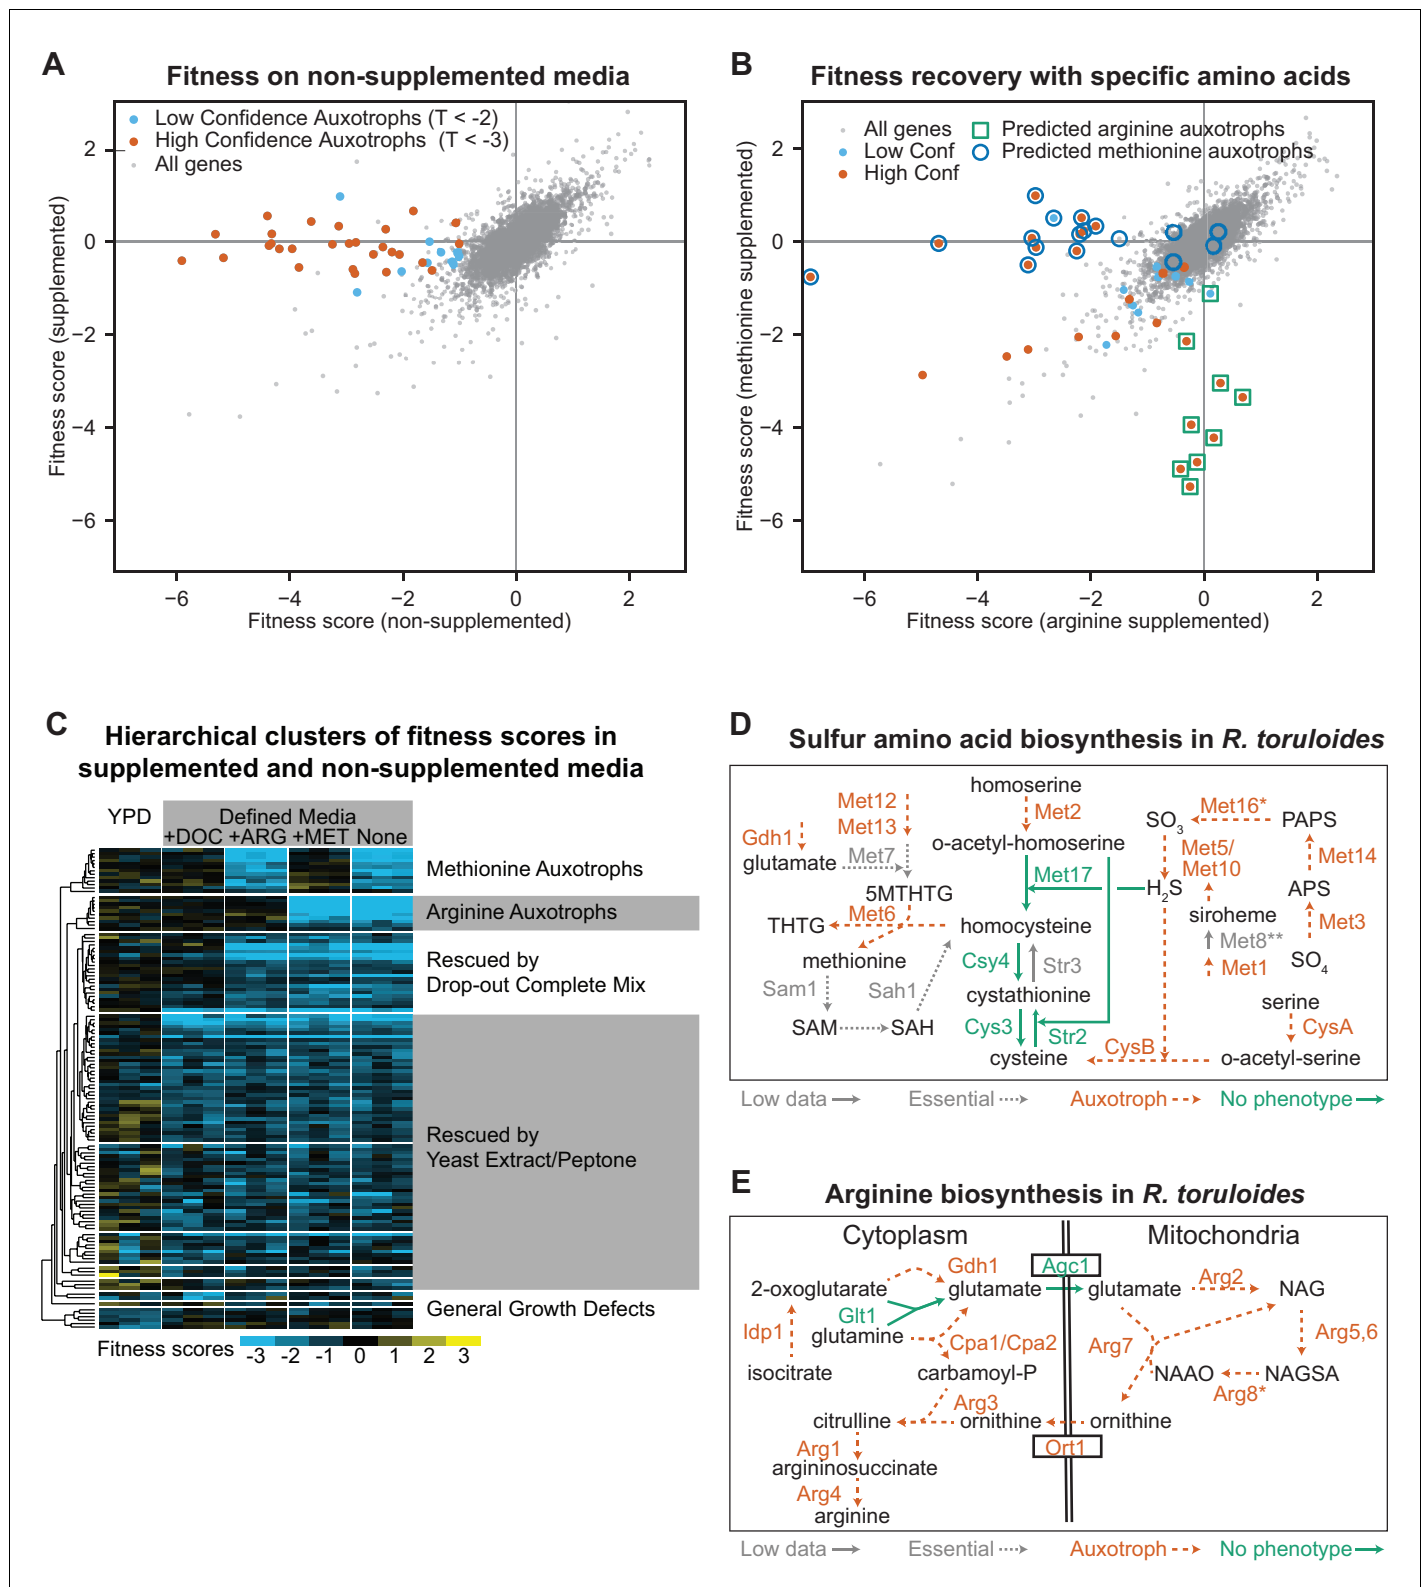 A
Fitness on non-supplemented media
Low Confidence Auxotrophs (T < -2)
High Confidence Auxotrophs (T < -3)
All genes
Fitness score (supplemented)
2
0
−2
−4
−6
−6
−4
−2
0
2
Fitness score (non-supplemented)
B
Fitness recovery with specific amino acids
All genes
Low Conf
High Conf
Predicted arginine auxotrophs
Predicted methionine auxotrophs
Fitness score (methionine supplemented)
2
0
−2
−4
−6
−6
−4
−2
0
2
Fitness score (arginine supplemented)
C
Hierarchical clusters of fitness scores in
supplemented and non-supplemented media
YPD
Defined Media
+DOC +ARG +MET None
Methionine Auxotrophs
Arginine Auxotrophs
Rescued by
Drop-out Complete Mix
Rescued by
Yeast Extract/Peptone
General Growth Defects
Fitness scores
-3 -2 -1 0 1 2 3
D
Sulfur amino acid biosynthesis in R. toruloides
homoserine
Met12
Met13
Met2
Met16*
SO3
PAPS
Gdh1
glutamate
Met7
o-acetyl-homoserine
Met5/
Met10
Met14
5MTHTG
Met17
H2S
APS
THTG
Met6
homocysteine
siroheme
Met8**
Met3
methionine
Csy4
Str3
Met1
SO4
Sam1
Sah1
cystathionine
serine
SAM
SAH
Cys3
Str2
CysA
cysteine
CysB
o-acetyl-serine
Low data
Essential
Auxotroph
No phenotype
E
Arginine biosynthesis in R. toruloides
Cytoplasm
Mitochondria
Gdh1
Agc1
2-oxoglutarate
glutamate
glutamate
Arg2
NAG
Glt1
Idp1
glutamine
Cpa1/Cpa2
Arg7
Arg5,6
isocitrate
carbamoyl-P
NAAO
NAGSA
Arg8*
Arg3
citrulline
ornithine
ornithine
Arg1
Ort1
argininosuccinate
Arg4
arginine
Low data
Essential
Auxotroph
No phenotype